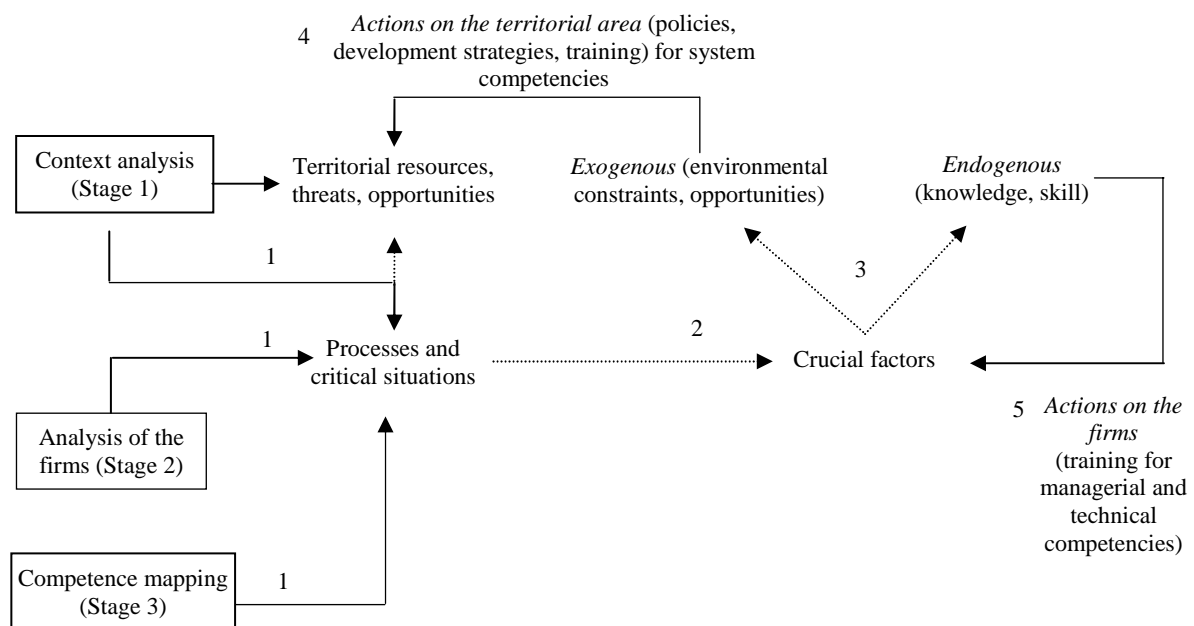 4 Actions on the territorial area (policies,
development strategies, training) for system
competencies
Context analysis
(Stage 1)
Territorial resources,
threats, opportunities
Exogenous (environmental
constraints, opportunities)
Endogenous
(knowledge, skill)
1
3
1
Processes and
critical situations
2
Crucial factors
Analysis of the
firms (Stage 2)
5 Actions on the
firms
(training for
managerial and
technical
competencies)
Competence mapping
(Stage 3)
1